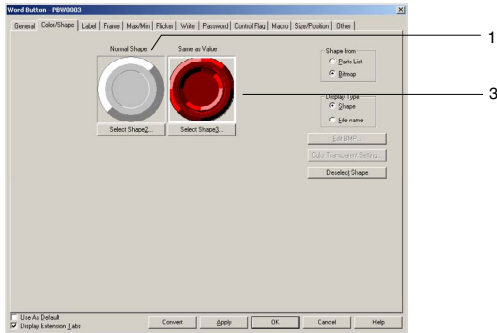 Word Button - PBW0003
General Color/Shape Label Frame Max/Min Flicker Write Password Control Flag Macro Size/Position Other
1
Normal Shape
Same as Value
Shape from
Parts List
Bitmap
3
Display Type
Shape
File name
Select Shape2...
Select Shape3...
Edit BMP...
Color Transparent Setting...
Deselect Shape
Use As Default
Display Extension Tabs
Convert
Apply
OK
Cancel
Help